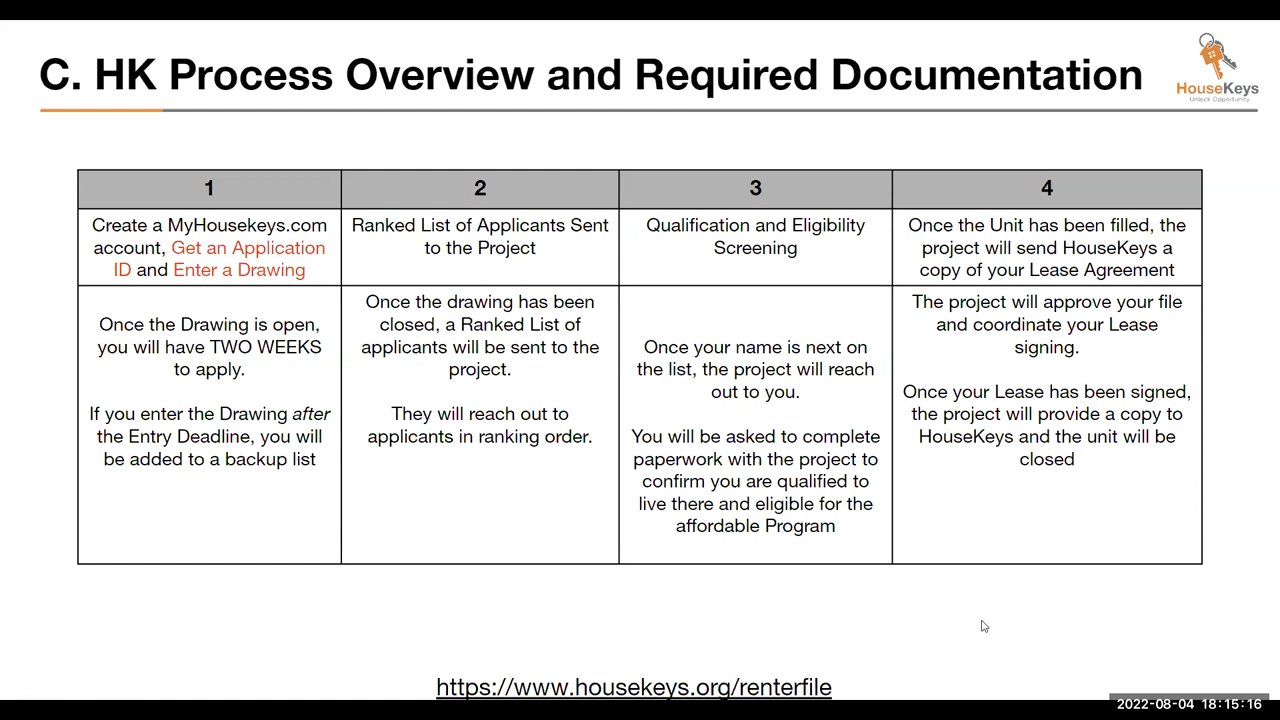 C. HK Process Overview and Required Documentation
HouseKeys
Unlock Opportunity
1
2
3
4
Create a MyHousekeys.com
account, Get an Application
ID and Enter a Drawing
Ranked List of Applicants Sent
to the Project
Qualification and Eligibility
Screening
Once the Unit has been filled, the
project will send HouseKeys a
copy of your Lease Agreement
Once the Drawing is open,
you will have TWO WEEKS
to apply.
If you enter the Drawing after
the Entry Deadline, you will
be added to a backup list
Once the drawing has been
closed, a Ranked List of
applicants will be sent to the
project.
They will reach out to
applicants in ranking order.
Once your name is next on
the list, the project will reach
out to you.
You will be asked to complete
paperwork with the project to
confirm you are qualified to
live there and eligible for the
affordable Program
The project will approve your file
and coordinate your Lease
signing.
Once your Lease has been signed,
the project will provide a copy to
HouseKeys and the unit will be
closed
https://www.housekeys.org/renterfile
2022-08-04 18:15:16